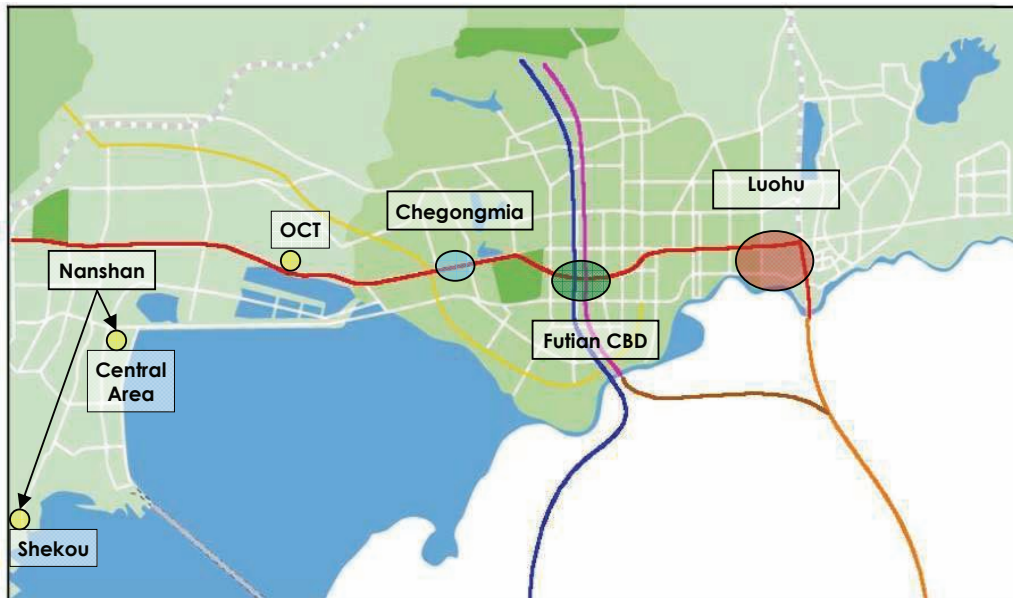 Luohu
Chegongmia
OCT
Nanshan
Futian CBD
Central
Area
Shekou